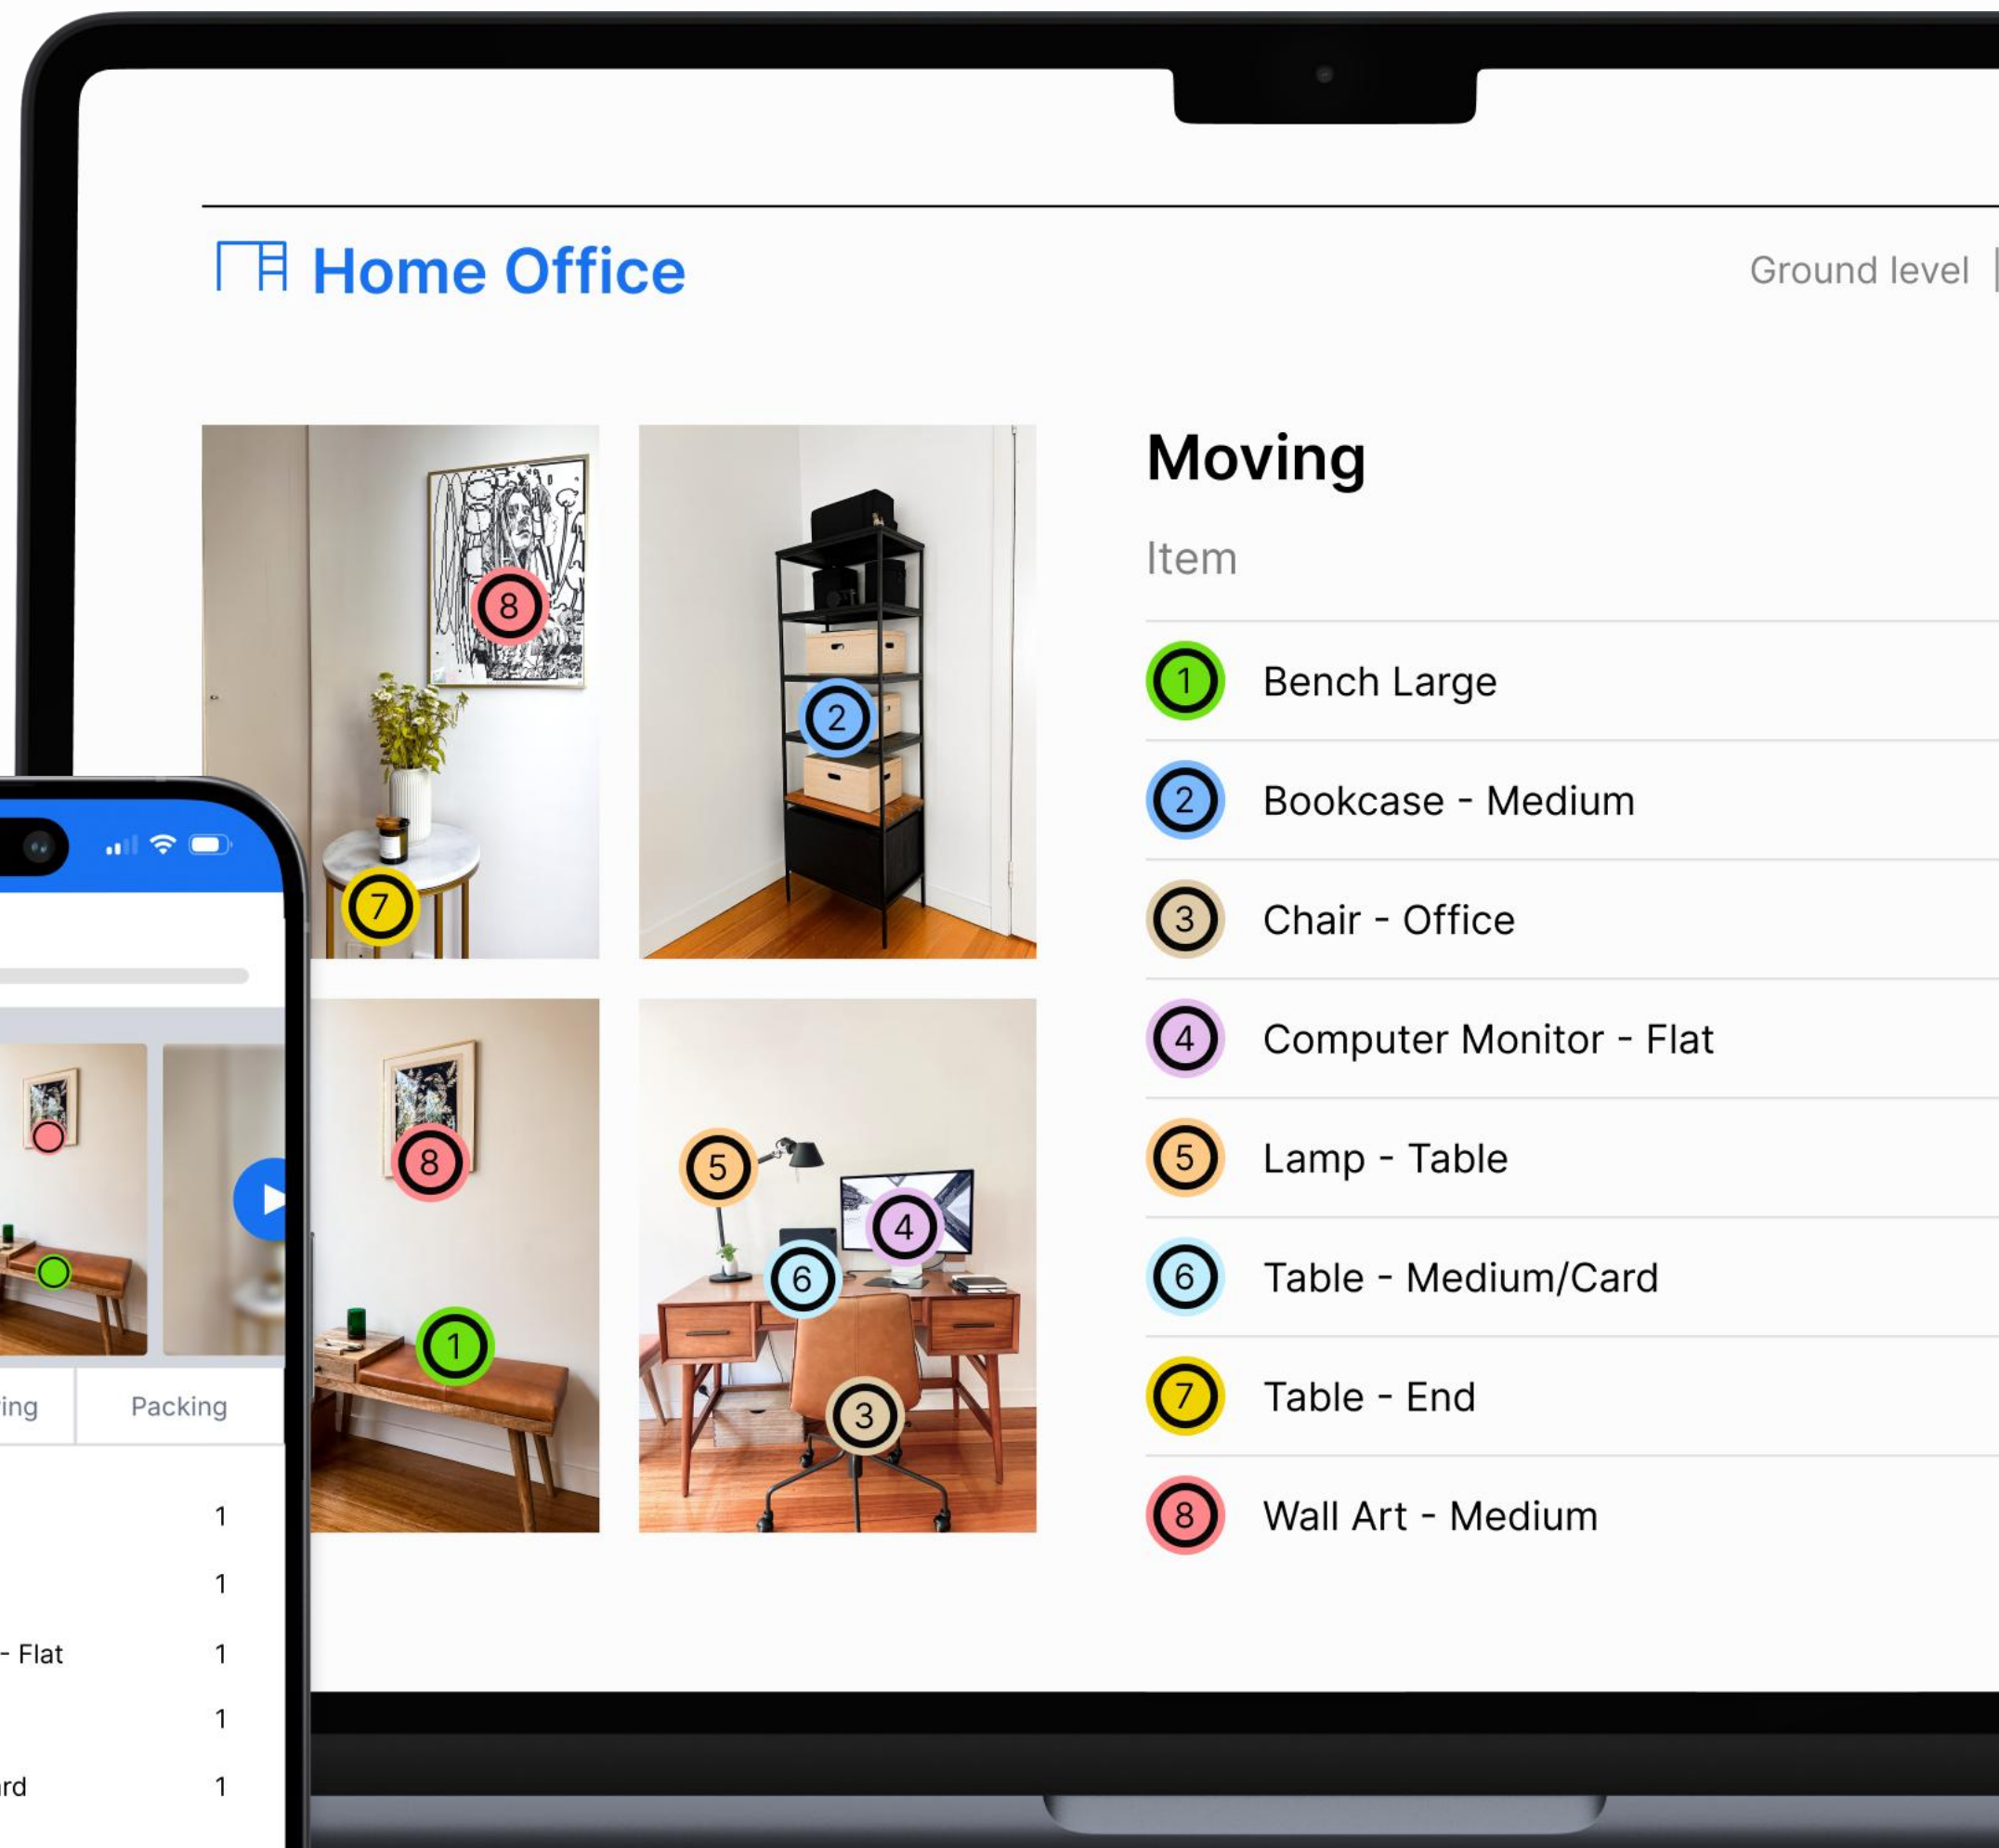 Home Office
Ground level
8
2
7
8
1
5
4
6
3
Moving
Item
1 Bench Large
2 Bookcase - Medium
3 Chair - Office
4 Computer Monitor - Flat
5 Lamp - Table
6 Table - Medium/Card
7 Table - End
8 Wall Art - Medium
ing
Packing
1
1
- Flat 1
1
rd 1